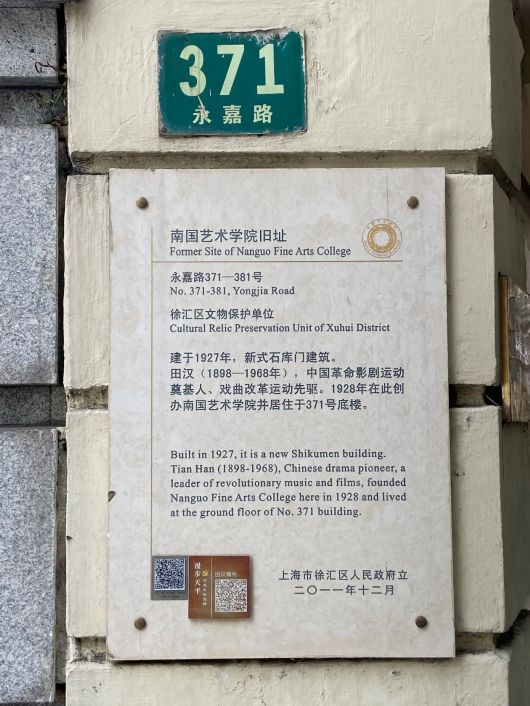 371
永嘉路
南国艺术学院旧址
Former Site of Nanguo Fine Arts College
永嘉路371—381号
No. 371-381, Yongjia Road
徐汇区文物保护单位
Cultural Relic Preservation Unit of Xuhui District
建于1927年，新式石库门建筑。
田汉（1898—1968年），中国革命影剧运动
奠基人、戏曲改革运动先驱。1928年在此创
办南国艺术学院并居住于371号底楼。
Built in 1927, it is a new Shikumen building.
Tian Han (1898-1968), Chinese drama pioneer, a
leader of revolutionary music and films, founded
Nanguo Fine Arts College here in 1928 and lived
at the ground floor of No. 371 building.
漫步天平
上海市徐汇区人民政府立
二〇一一年十二月